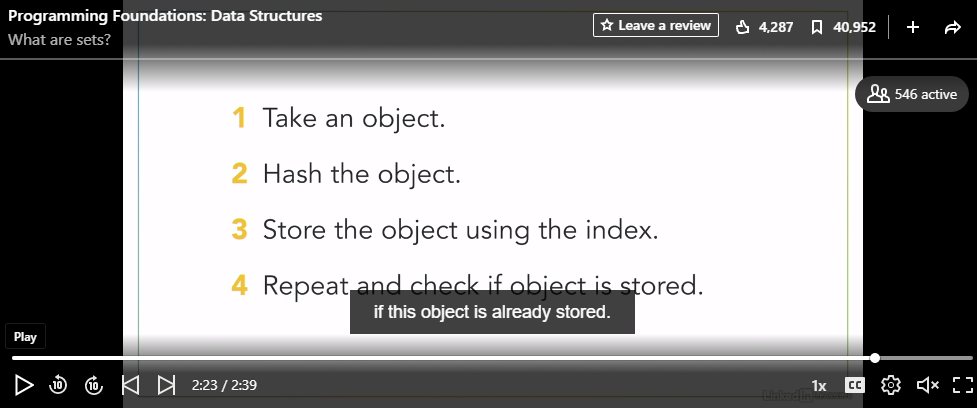 Programming Foundations: Data Structures
What are sets?
Leave a review
4,287
40,952
546 active
1 Take an object.
2 Hash the object.
3 Store the object using the index.
4 Repeat and check if object is stored.
if this object is already stored.
Play
10
10
2:23 / 2:39
1x
CC
LinkedIn